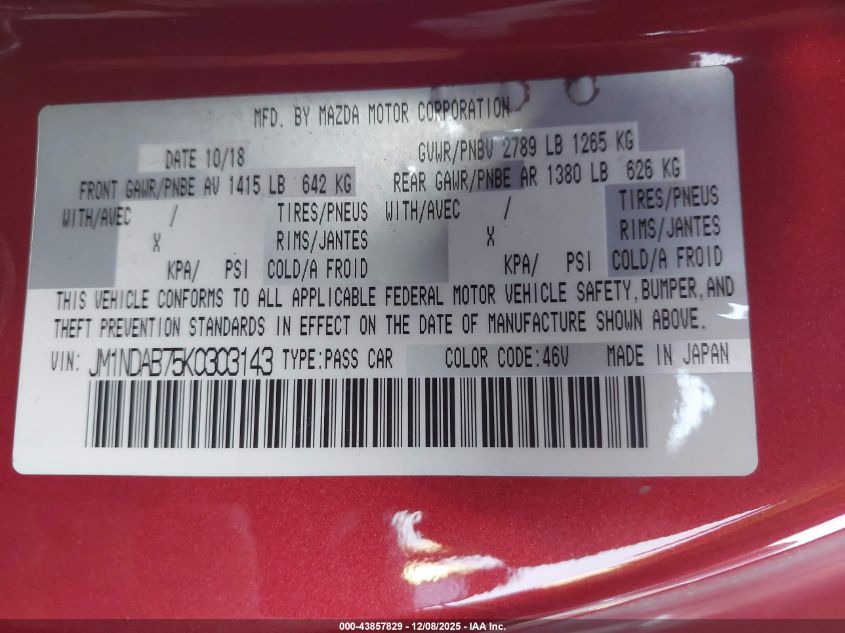 MFD. BY MAZDA MOTOR CORPORATION
DATE 10/18 GVWR/PNBV 2789 LB 1265 KG
FRONT GAWR/PNBE AV 1415 LB 642 KG REAR GAWR/PNBE AR 1380 LB 626 KG
WITH/AVEC / TIRES/PNEUS WITH/AVEC / TIRES/PNEUS
X RIMS/JANTES X RIMS/JANTES
KPA/ PSI COLD/A FROID KPA/ PSI COLD/A FROID
THIS VEHICLE CONFORMS TO ALL APPLICABLE FEDERAL MOTOR VEHICLE SAFETY, BUMPER, AND
THEFT PREVENTION STANDARDS IN EFFECT ON THE DATE OF MANUFACTURE SHOWN ABOVE.
VIN: JM1NDAB75K0303143 TYPE:PASS CAR COLOR CODE:46V MADE IN JAPAN
000-43857829 - 12/08/2025 - IAA Inc.